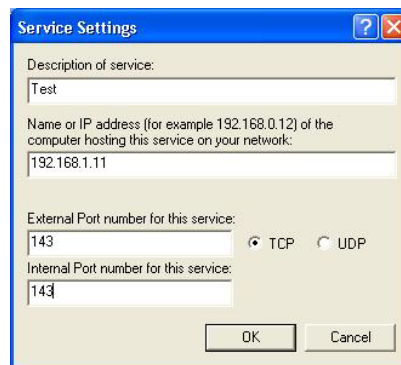 Service Settings
Description of service:
Test
Name or IP address (for example 192.168.0.12) of the
computer hosting this service on your network:
192.168.1.11
External Port number for this service:
143
TCP
UDP
Internal Port number for this service:
143
OK
Cancel